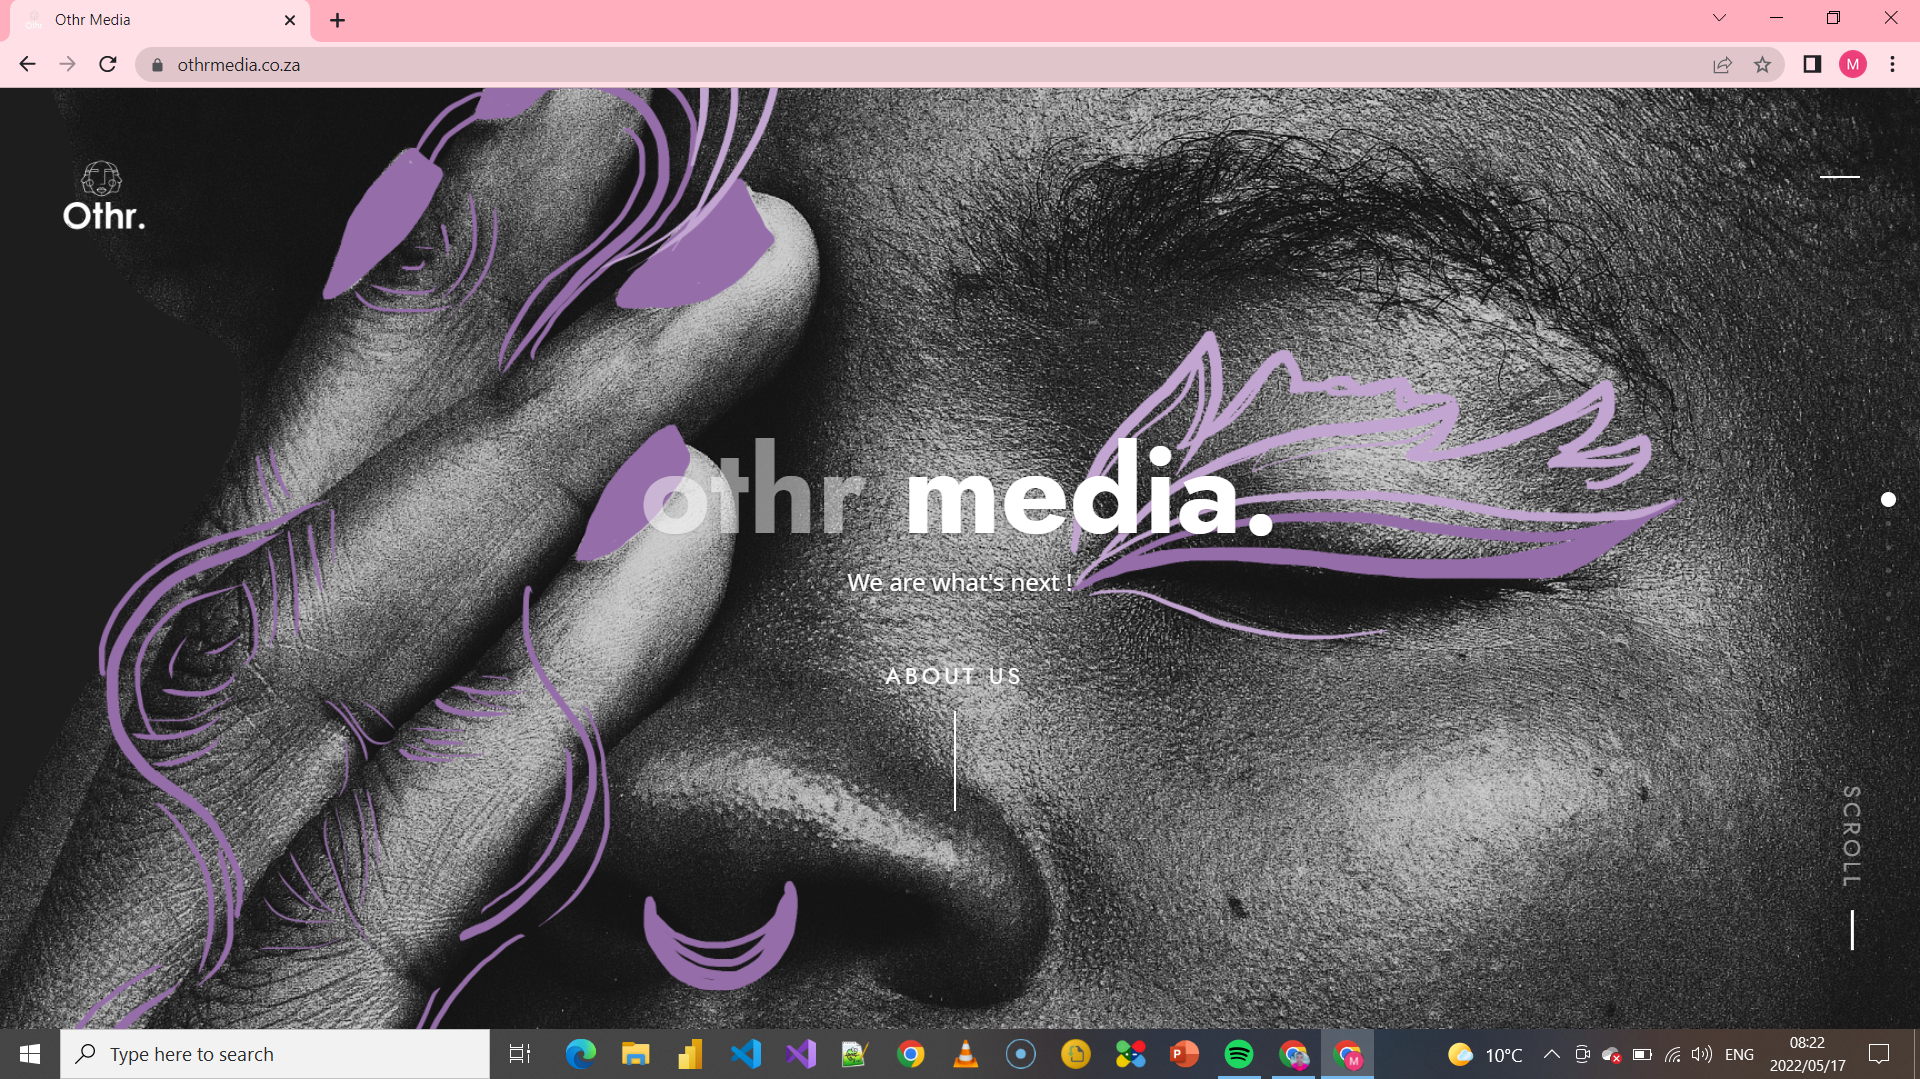 Othr Media
othrmedia.co.za
M
Othr.
othr media.
We are what's next !
ABOUT US
SCROLL
Type here to search
10°C
ENG
08:22
2022/05/17